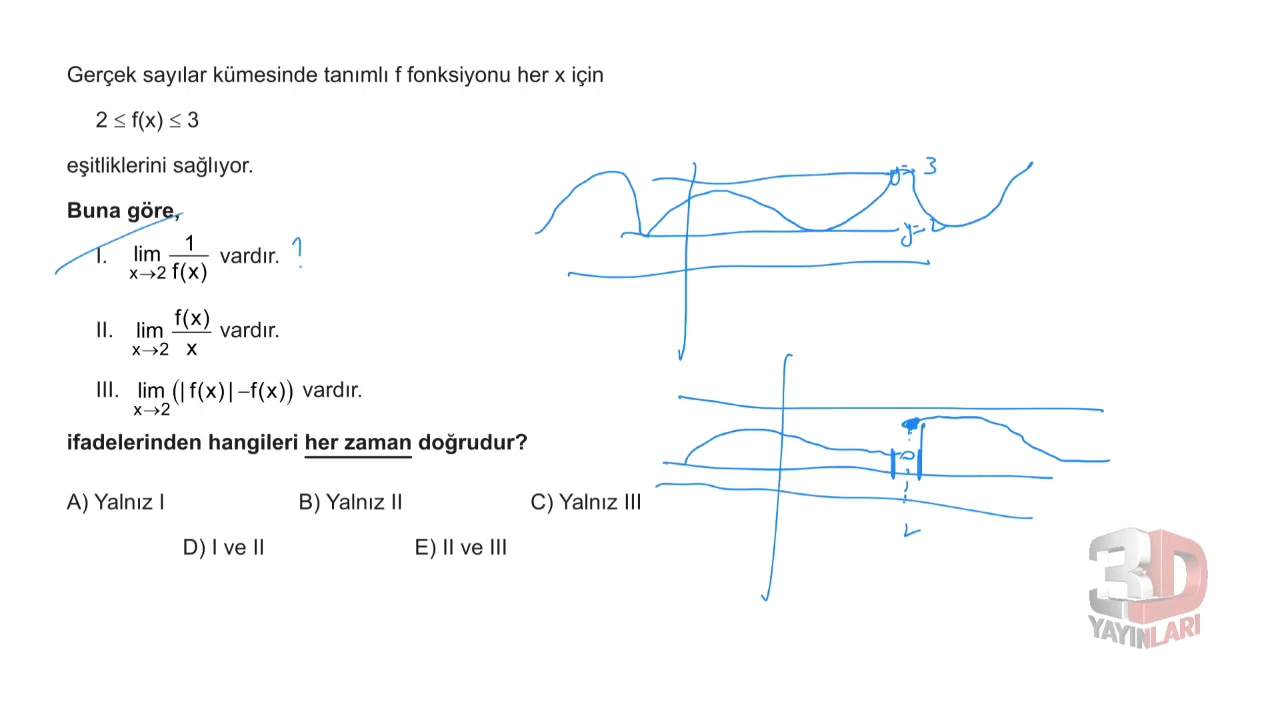 Gerçek sayılar kümesinde tanımlı f fonksiyonu her x için
2 ≤ f(x) ≤ 3
eşitliklerini sağlıyor.
Buna göre,
I. lim x→2 1/f(x) vardır. ?
II. lim x→2 f(x)/x vardır.
III. lim x→2 (|f(x)|–f(x)) vardır.
ifadelerinden hangileri her zaman doğrudur?
A) Yalnız I B) Yalnız II C) Yalnız III
D) I ve II E) II ve III
y=3
y=2
2
3D
YAYINLARI